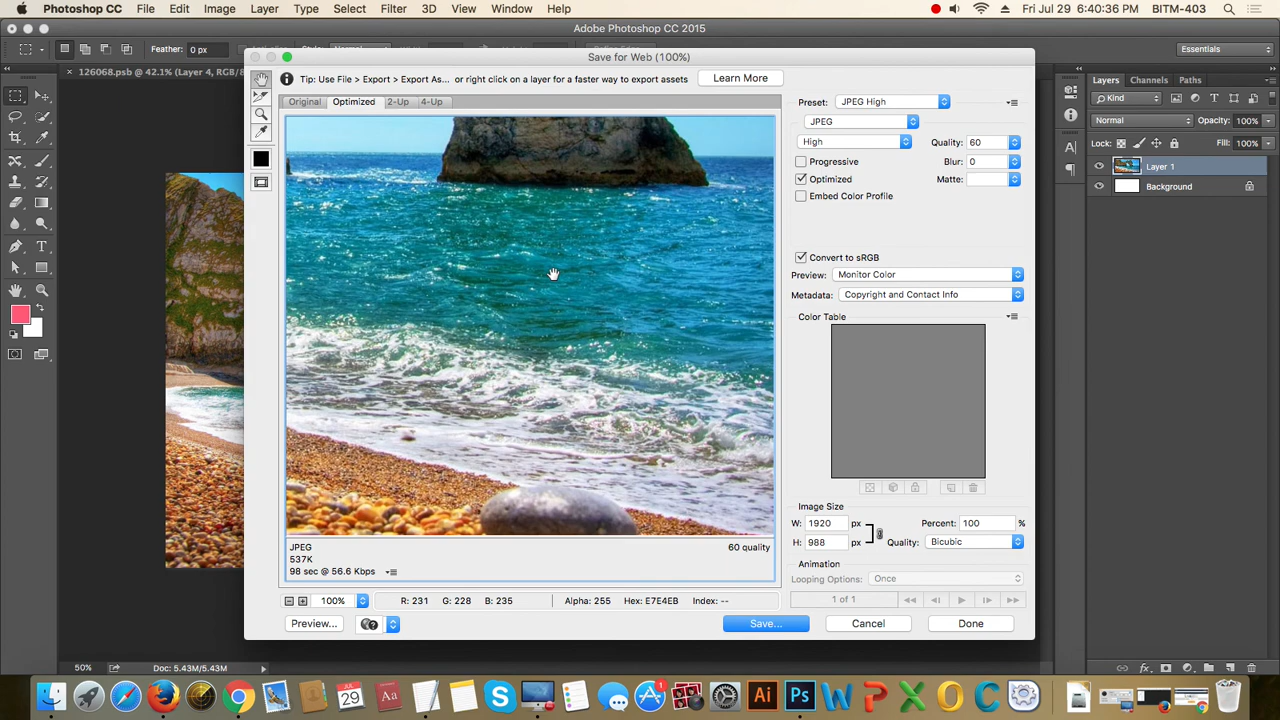 Photoshop CC File Edit Image Layer Type Select Filter 3D View Window Help Fri Jul 29 6:40:36 PM BITM-403
Adobe Photoshop CC 2015
Feather: 0 px Essentials
Save for Web (100%)
126068.psb @ 42.1% (Layer 4, RGB/8
Tip: Use File > Export > Export As... or right click on a layer for a faster way to export assets Learn More
Original Optimized 2-Up 4-Up
Preset: JPEG High
JPEG
High Quality: 60
Progressive Blur: 0
Optimized Matte:
Embed Color Profile
Convert to sRGB
Preview: Monitor Color
Metadata: Copyright and Contact Info
Color Table
Image Size
W: 1920 px Percent: 100 %
H: 988 px Quality: Bicubic
Animation
Looping Options: Once
1 of 1
JPEG 60 quality
537K
98 sec @ 56.6 Kbps
100% R: 231 G: 228 B: 235 Alpha: 255 Hex: E7E4EB Index: --
Preview... Save... Cancel Done
Layers Channels Paths
Kind
Normal Opacity: 100%
Lock: Fill: 100%
Layer 1
Background
50% Doc: 5.43M/5.43M
JUL
29
Aa
1
Ai Ps